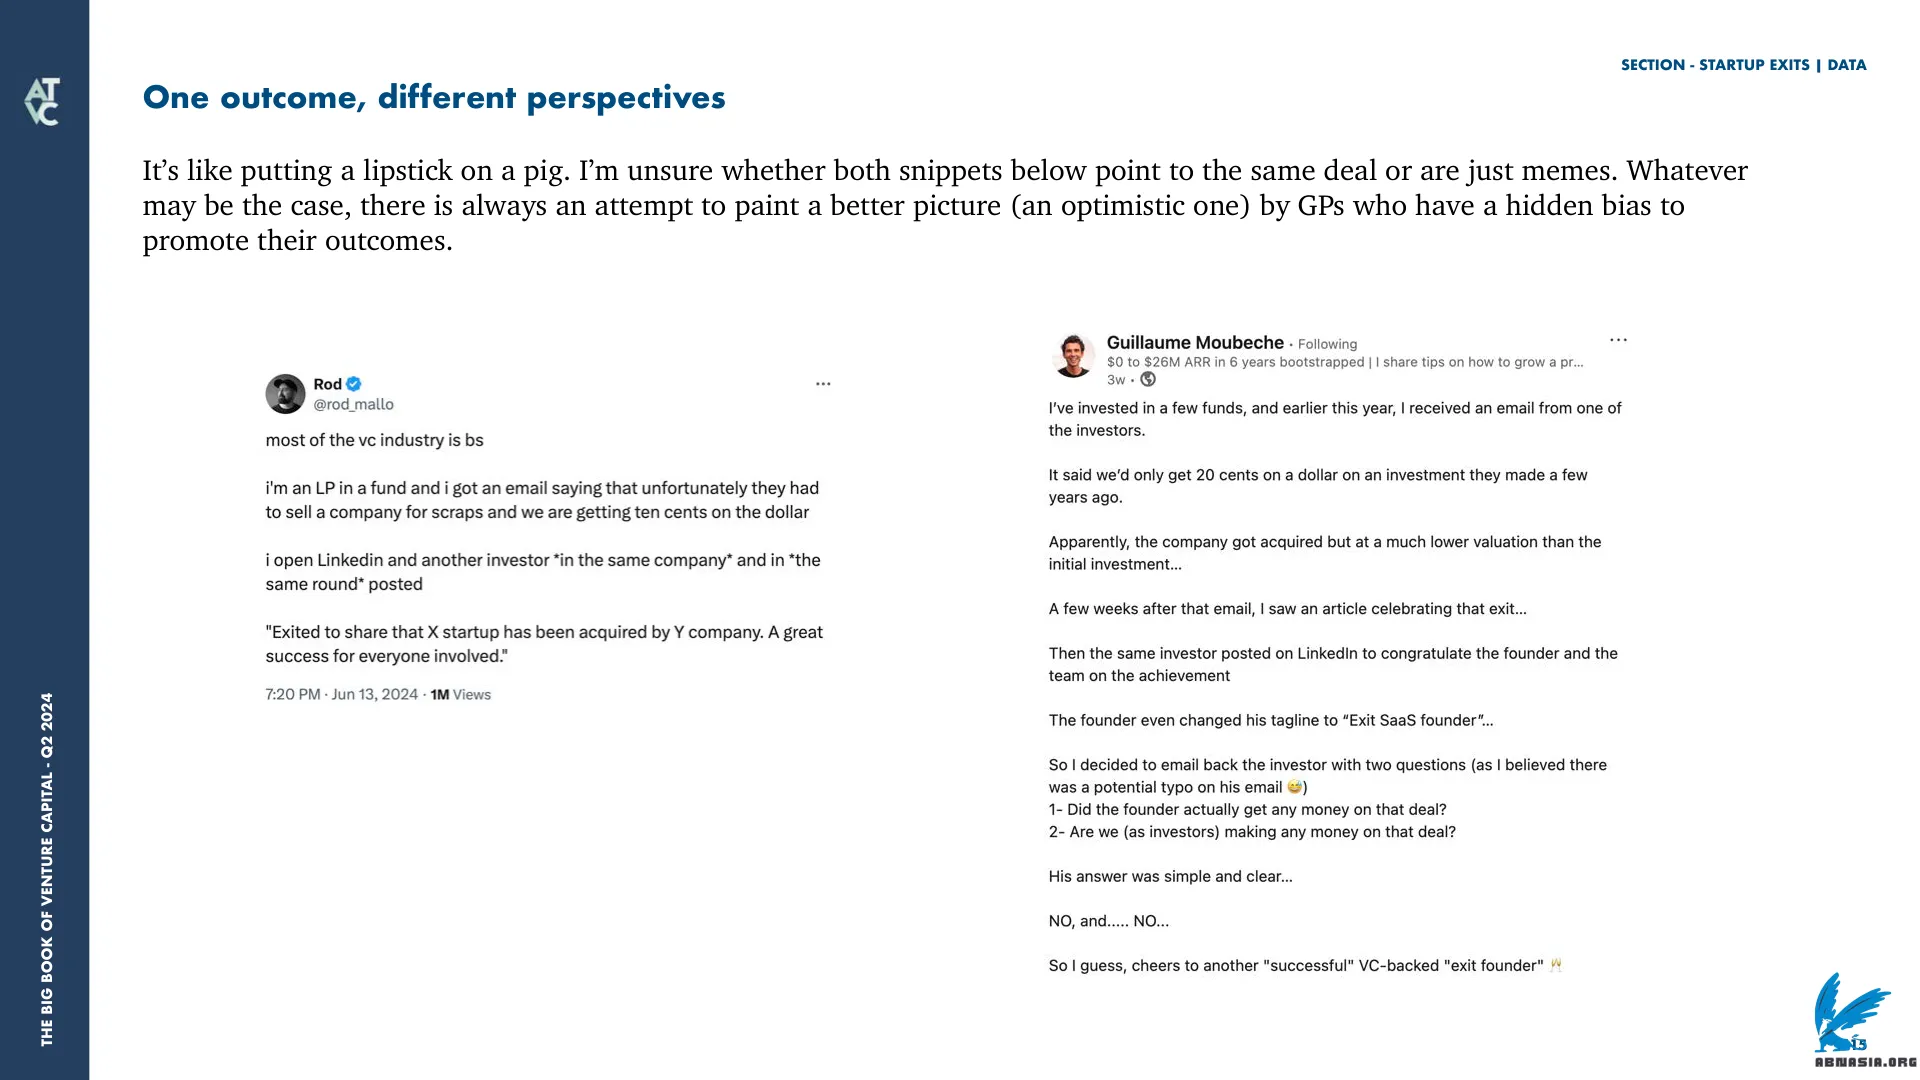 SECTION - STARTUP EXITS | DATA
AT
VC
One outcome, different perspectives
It’s like putting a lipstick on a pig. I’m unsure whether both snippets below point to the same deal or are just memes. Whatever
may be the case, there is always an attempt to paint a better picture (an optimistic one) by GPs who have a hidden bias to
promote their outcomes.
Rod
@rod_mallo
most of the vc industry is bs
i'm an LP in a fund and i got an email saying that unfortunately they had
to sell a company for scraps and we are getting ten cents on the dollar
i open Linkedin and another investor *in the same company* and in *the
same round* posted
"Exited to share that X startup has been acquired by Y company. A great
success for everyone involved."
7:20 PM · Jun 13, 2024 · 1M Views
Guillaume Moubeche · Following
$0 to $26M ARR in 6 years bootstrapped | I share tips on how to grow a pr...
3w ·
I’ve invested in a few funds, and earlier this year, I received an email from one of
the investors.
It said we’d only get 20 cents on a dollar on an investment they made a few
years ago.
Apparently, the company got acquired but at a much lower valuation than the
initial investment...
A few weeks after that email, I saw an article celebrating that exit...
Then the same investor posted on LinkedIn to congratulate the founder and the
team on the achievement
The founder even changed his tagline to “Exit SaaS founder”...
So I decided to email back the investor with two questions (as I believed there
was a potential typo on his email 😅)
1- Did the founder actually get any money on that deal?
2- Are we (as investors) making any money on that deal?
His answer was simple and clear...
NO, and..... NO...
So I guess, cheers to another "successful" VC-backed "exit founder" 🥂
THE BIG BOOK OF VENTURE CAPITAL - Q2 2024
15
ABNASIA.ORG